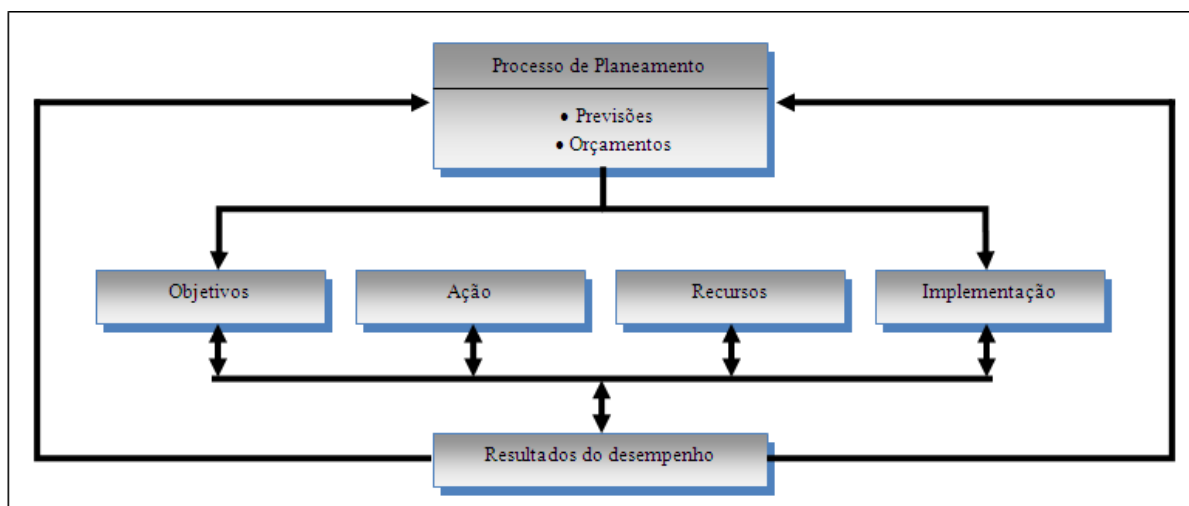 Processo de Planeamento
• Previsões
• Orçamentos
Objetivos
Ação
Recursos
Implementação
Resultados do desempenho